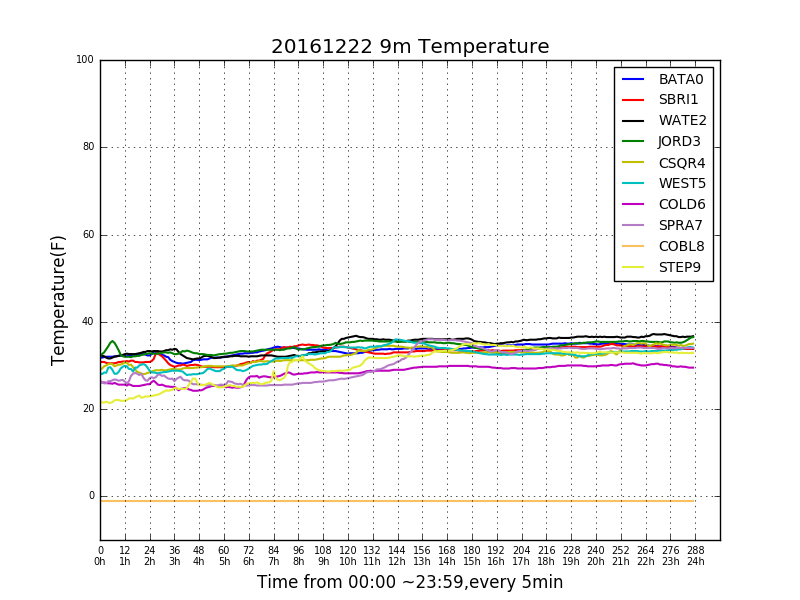 20161222 9m Temperature
100
80
60
40
20
0
Temperature(F)
BATA0
SBRI1
WATE2
JORD3
CSQR4
WEST5
COLD6
SPRA7
COBL8
STEP9
0 12 24 36 48 60 72 84 96 108 120 132 144 156 168 180 192 204 216 228 240 252 264 276 288
0h 1h 2h 3h 4h 5h 6h 7h 8h 9h 10h 11h 12h 13h 14h 15h 16h 17h 18h 19h 20h 21h 22h 23h 24h
Time from 00:00 ~23:59,every 5min